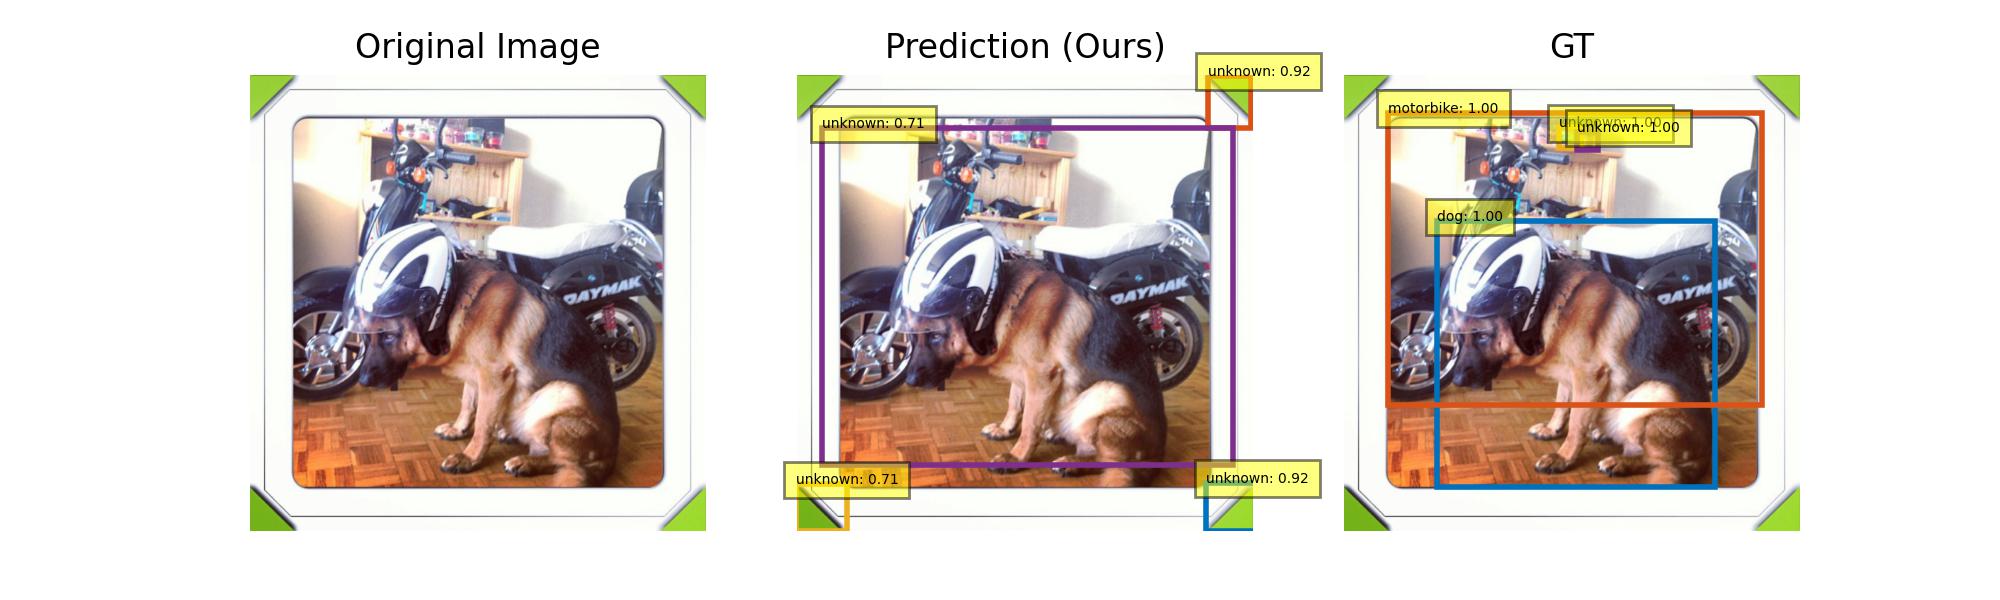 Original Image
Prediction (Ours)
GT
unknown: 0.92
unknown: 0.71
unknown: 0.71
unknown: 0.92
motorbike: 1.00
unknown: 1.00
unknown: 1.00
dog: 1.00
DAYMAK
DAYMAK
DAYMAK